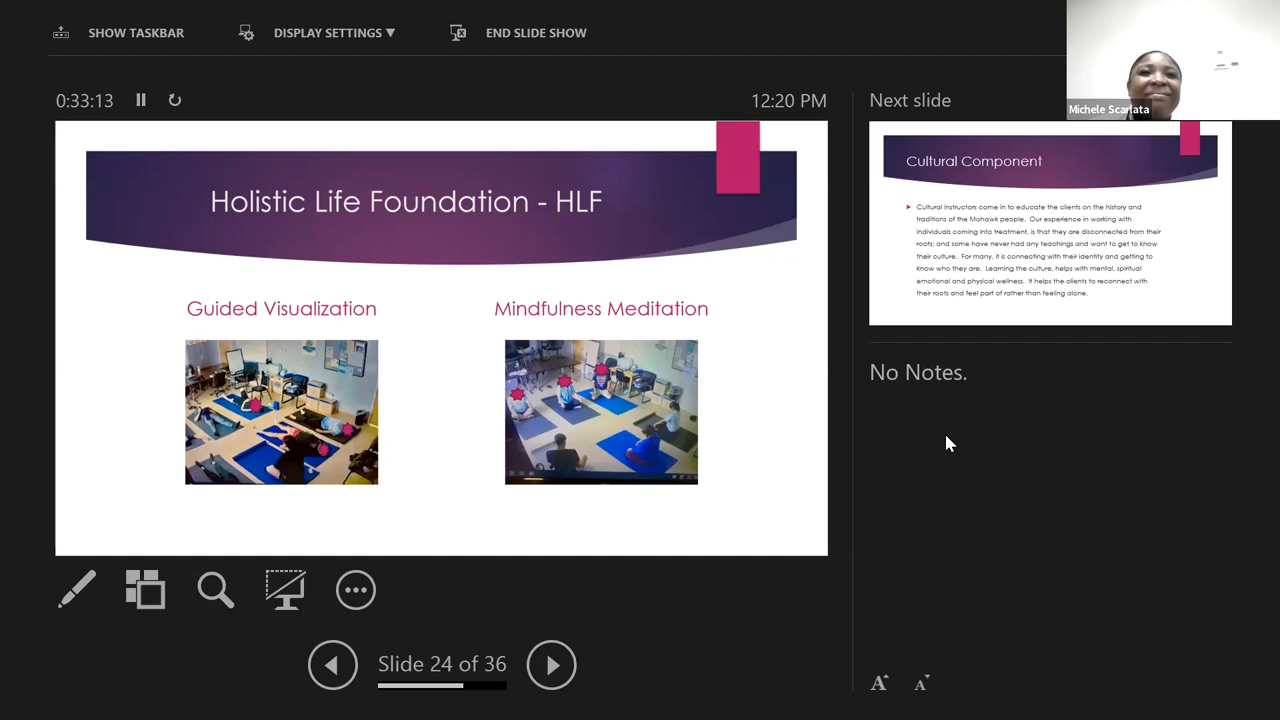 SHOW TASKBAR
DISPLAY SETTINGS ▼
END SLIDE SHOW
Michele Scarlata
0:33:13
12:20 PM
Holistic Life Foundation - HLF
Guided Visualization
Mindfulness Meditation
Slide 24 of 36
Next slide
Cultural Component
Cultural Instructors come in to educate the clients on the history and
traditions of the Mohawk people. Our experience in working with
individuals coming into treatment, is that they are disconnected from their
roots; and some have never had any teachings and want to get to know
their culture. For many, it is connecting with their identity and getting to
know who they are. Learning the culture, helps with mental, spiritual
emotional and physical wellness. It helps the clients to reconnect with
their roots and feel part of rather than feeling alone.
No Notes.
A A